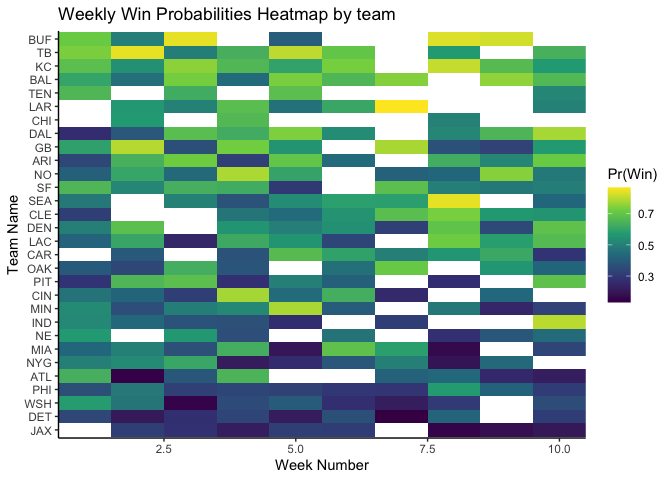 Weekly Win Probabilities Heatmap by team
Team Name
BUF
TB
KC
BAL
TEN
LAR
CHI
DAL
GB
ARI
NO
SF
SEA
CLE
DEN
LAC
CAR
OAK
PIT
CIN
MIN
IND
NE
MIA
NYG
ATL
PHI
WSH
DET
JAX
2.5 5.0 7.5 10.0
Week Number
Pr(Win)
0.7
0.5
0.3